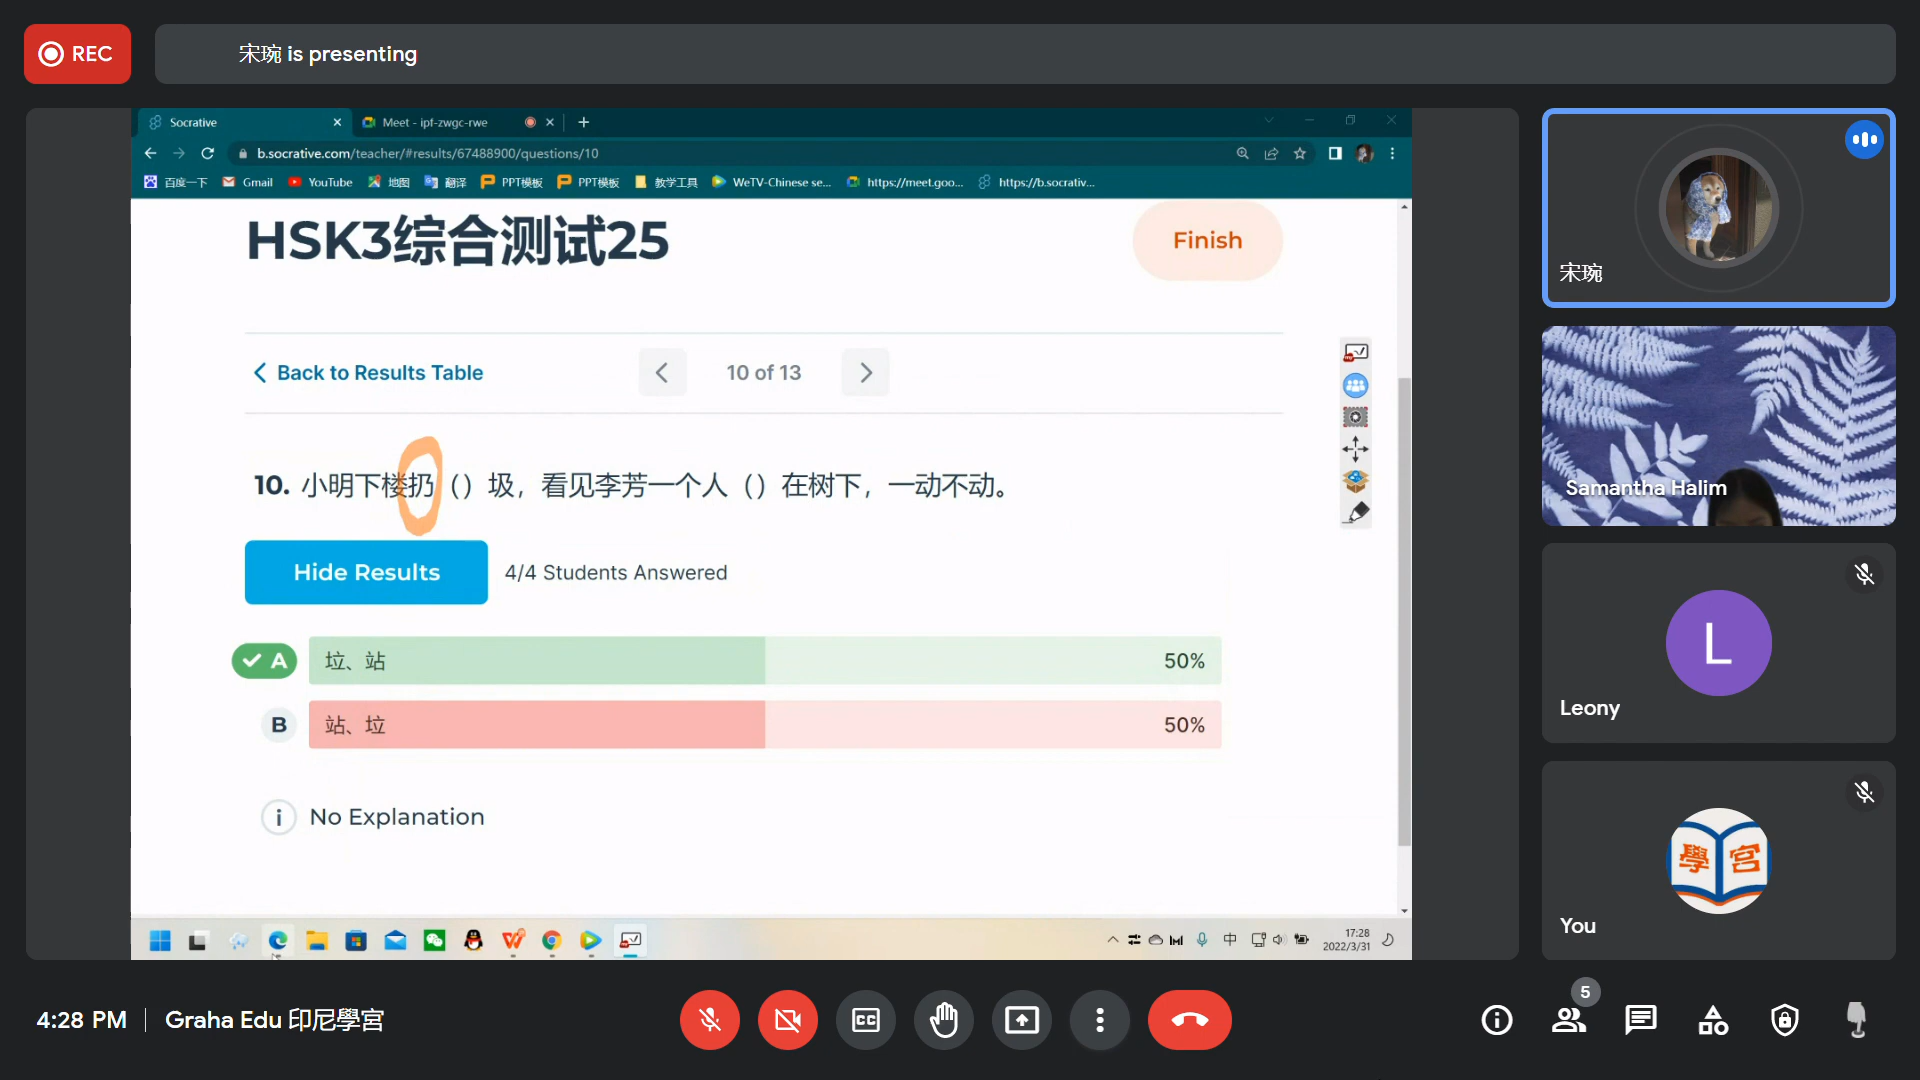 REC
宋琬 is presenting
Socrative
Meet - ipf-zwgc-rwe
b.socrative.com/teacher/#results/67488900/questions/10
百度一下 Gmail YouTube 地图 翻译 PPT模板 PPT模板 教学工具 WeTV-Chinese se... https://meet.goo... https://b.socrativ...
HSK3综合测试25
Finish
Back to Results Table
10 of 13
10. 小明下楼扔（）圾，看见李芳一个人（）在树下，一动不动。
Hide Results
4/4 Students Answered
A 垃、站 50%
B 站、垃 50%
No Explanation
中
17:28
2022/3/31
宋琬
Samantha Halim
L
Leony
學宮
You
4:28 PM
Graha Edu 印尼學宮
CC
5